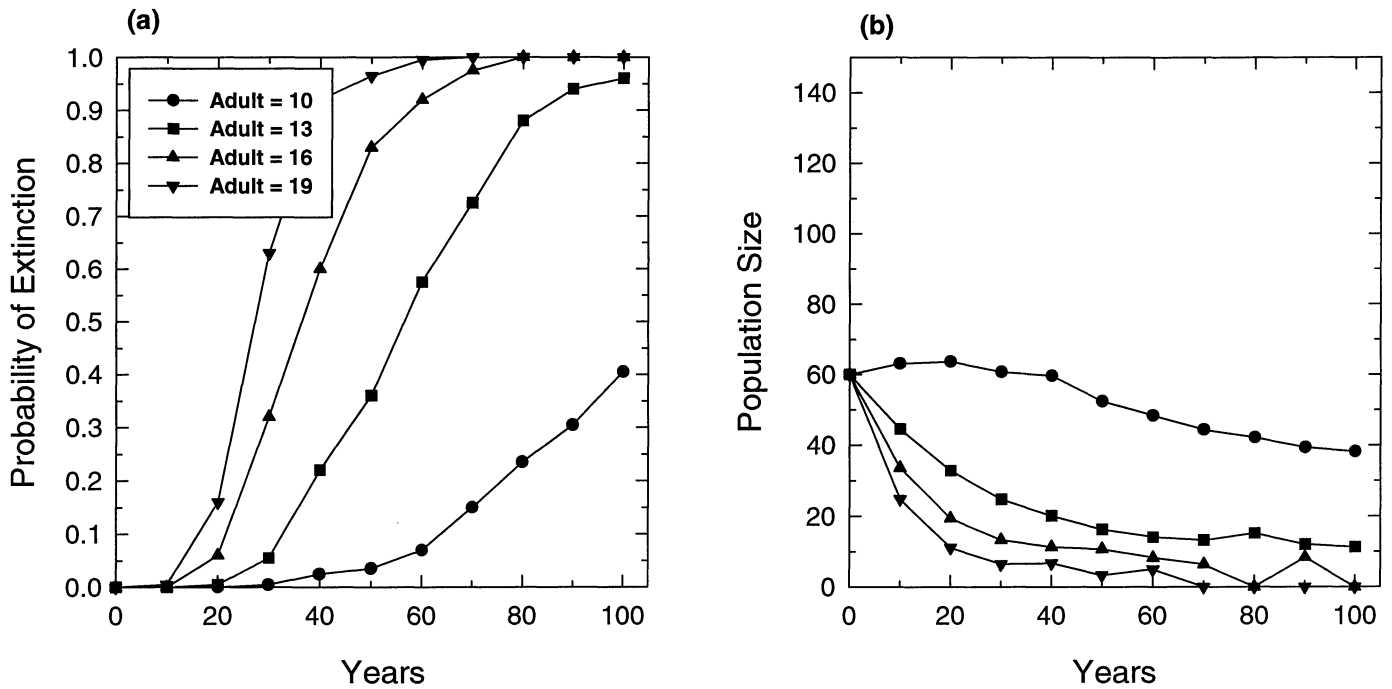 (a)
Probability of Extinction
1.0
0.9
0.8
0.7
0.6
0.5
0.4
0.3
0.2
0.1
0.0
Adult = 10
Adult = 13
Adult = 16
Adult = 19
0 20 40 60 80 100
Years
(b)
Population Size
140
120
100
80
60
40
20
0
0 20 40 60 80 100
Years